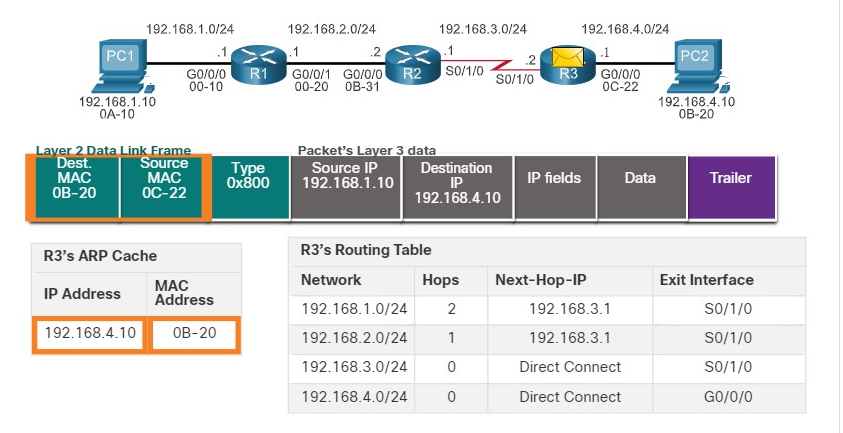 192.168.1.0/24 192.168.2.0/24 192.168.3.0/24 192.168.4.0/24
PC1 .1 R1 .1 .2 R2 .1 .2 R3 .1 PC2
G0/0/0 G0/0/1 G0/0/0 S0/1/0 S0/1/0 G0/0/0
00-10 00-20 0B-31 0C-22
192.168.1.10 192.168.4.10
0A-10 0B-20
Layer 2 Data Link Frame Packet's Layer 3 data
Dest.
MAC
0B-20
Source
MAC
0C-22
Type
0x800
Source IP
192.168.1.10
Destination
IP
192.168.4.10
IP fields
Data
Trailer
R3's ARP Cache
IP Address MAC
Address
192.168.4.10 0B-20
R3's Routing Table
Network Hops Next-Hop-IP Exit Interface
192.168.1.0/24 2 192.168.3.1 S0/1/0
192.168.2.0/24 1 192.168.3.1 S0/1/0
192.168.3.0/24 0 Direct Connect S0/1/0
192.168.4.0/24 0 Direct Connect G0/0/0